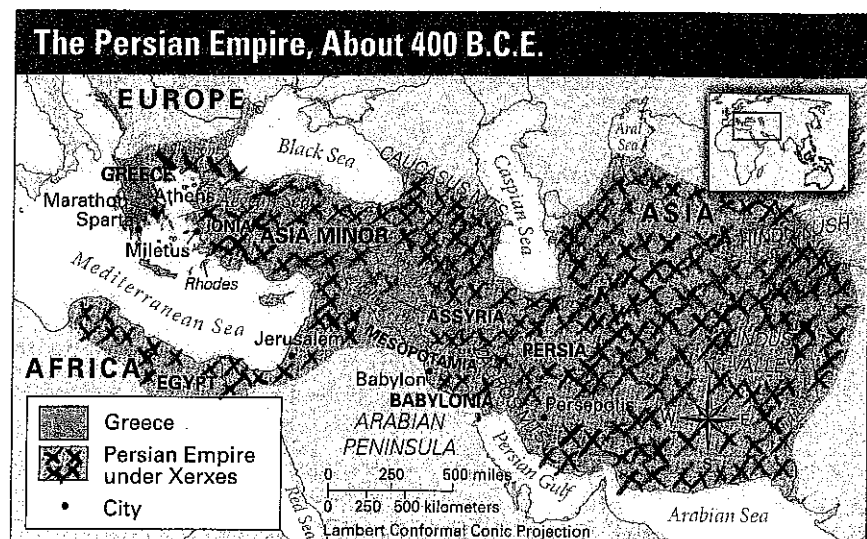 The Persian Empire, About 400 B.C.E.
EUROPE
Black Sea
Aral
Sea
CAUCASUS MTS.
Caspian Sea
GREECE
Athens
Aegean Sea
Marathon
Sparta
IONIA
ASIA MINOR
ASIA
HINDU KUSH
Miletus
Rhodes
Mediterranean Sea
ASSYRIA
MESOPOTAMIA
PERSIA
INDUS
VALLEY
Jerusalem
AFRICA
EGYPT
Babylon
BABYLONIA
Persepolis
N
W
E
S
ARABIAN
PENINSULA
Persian Gulf
Red Sea
Arabian Sea
Greece
Persian Empire
under Xerxes
City
0 250 500 miles
0 250 500 kilometers
Lambert Conformal Conic Projection